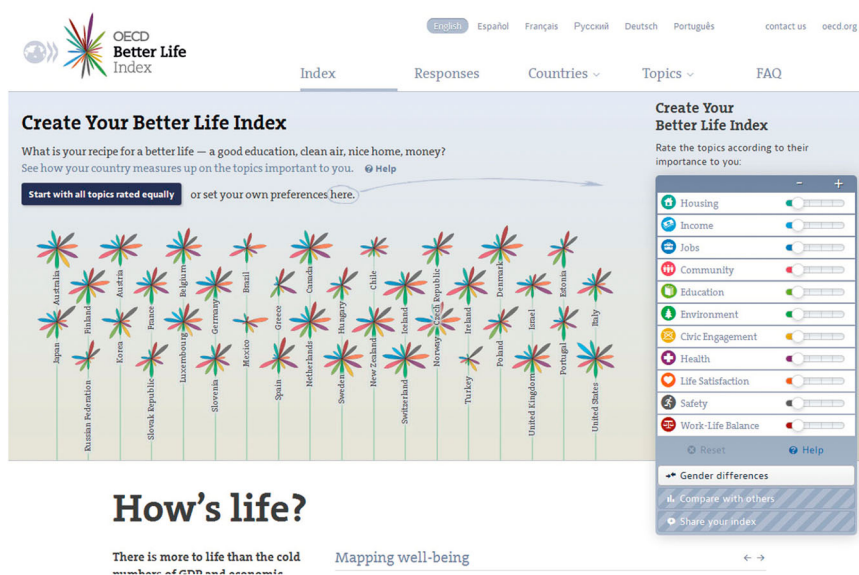 OECD
Better Life
Index
English Español Français Русский Deutsch Português contact us oecd.org
Index Responses Countries Topics FAQ
Create Your Better Life Index
What is your recipe for a better life — a good education, clean air, nice home, money?
See how your country measures up on the topics important to you. Help
Start with all topics rated equally or set your own preferences here.
Australia
Austria
Belgium
Brazil
Canada
Chile
Czech Republic
Denmark
Estonia
Finland
France
Germany
Greece
Hungary
Iceland
Ireland
Israel
Italy
Japan
Korea
Luxembourg
Mexico
Netherlands
New Zealand
Norway
Poland
Portugal
Russian Federation
Slovak Republic
Slovenia
Spain
Sweden
Switzerland
Turkey
United Kingdom
United States
Create Your
Better Life Index
Rate the topics according to their
importance to you:
- +
Housing
Income
Jobs
Community
Education
Environment
Civic Engagement
Health
Life Satisfaction
Safety
Work-Life Balance
Reset Help
Gender differences
Compare with others
Share your index
How's life?
There is more to life than the cold
numbers of GDP and economic
Mapping well-being